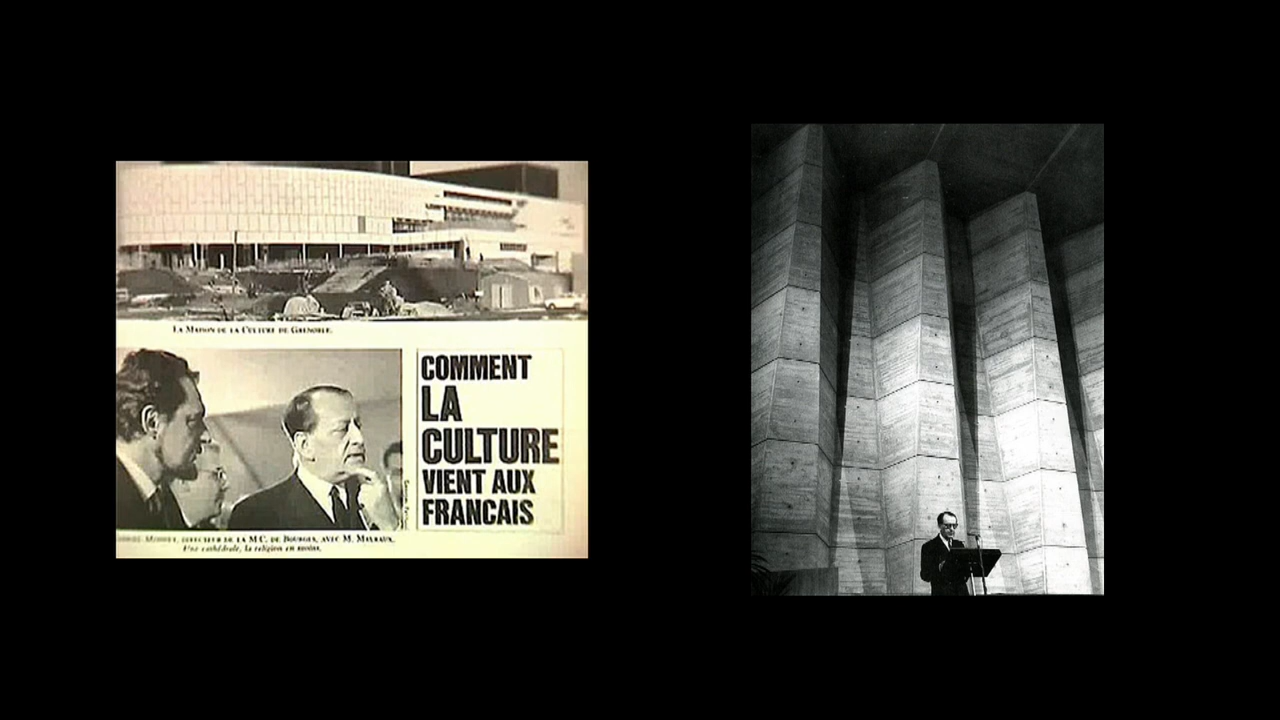 LA MAISON DE LA CULTURE DE GRENOBLE.
COMMENT
LA
CULTURE
VIENT AUX
FRANCAIS
DIRECTEUR DE LA M.C. DE BOURGES, AVEC M. MALRAUX.
Une cathédrale, la religion en moins.